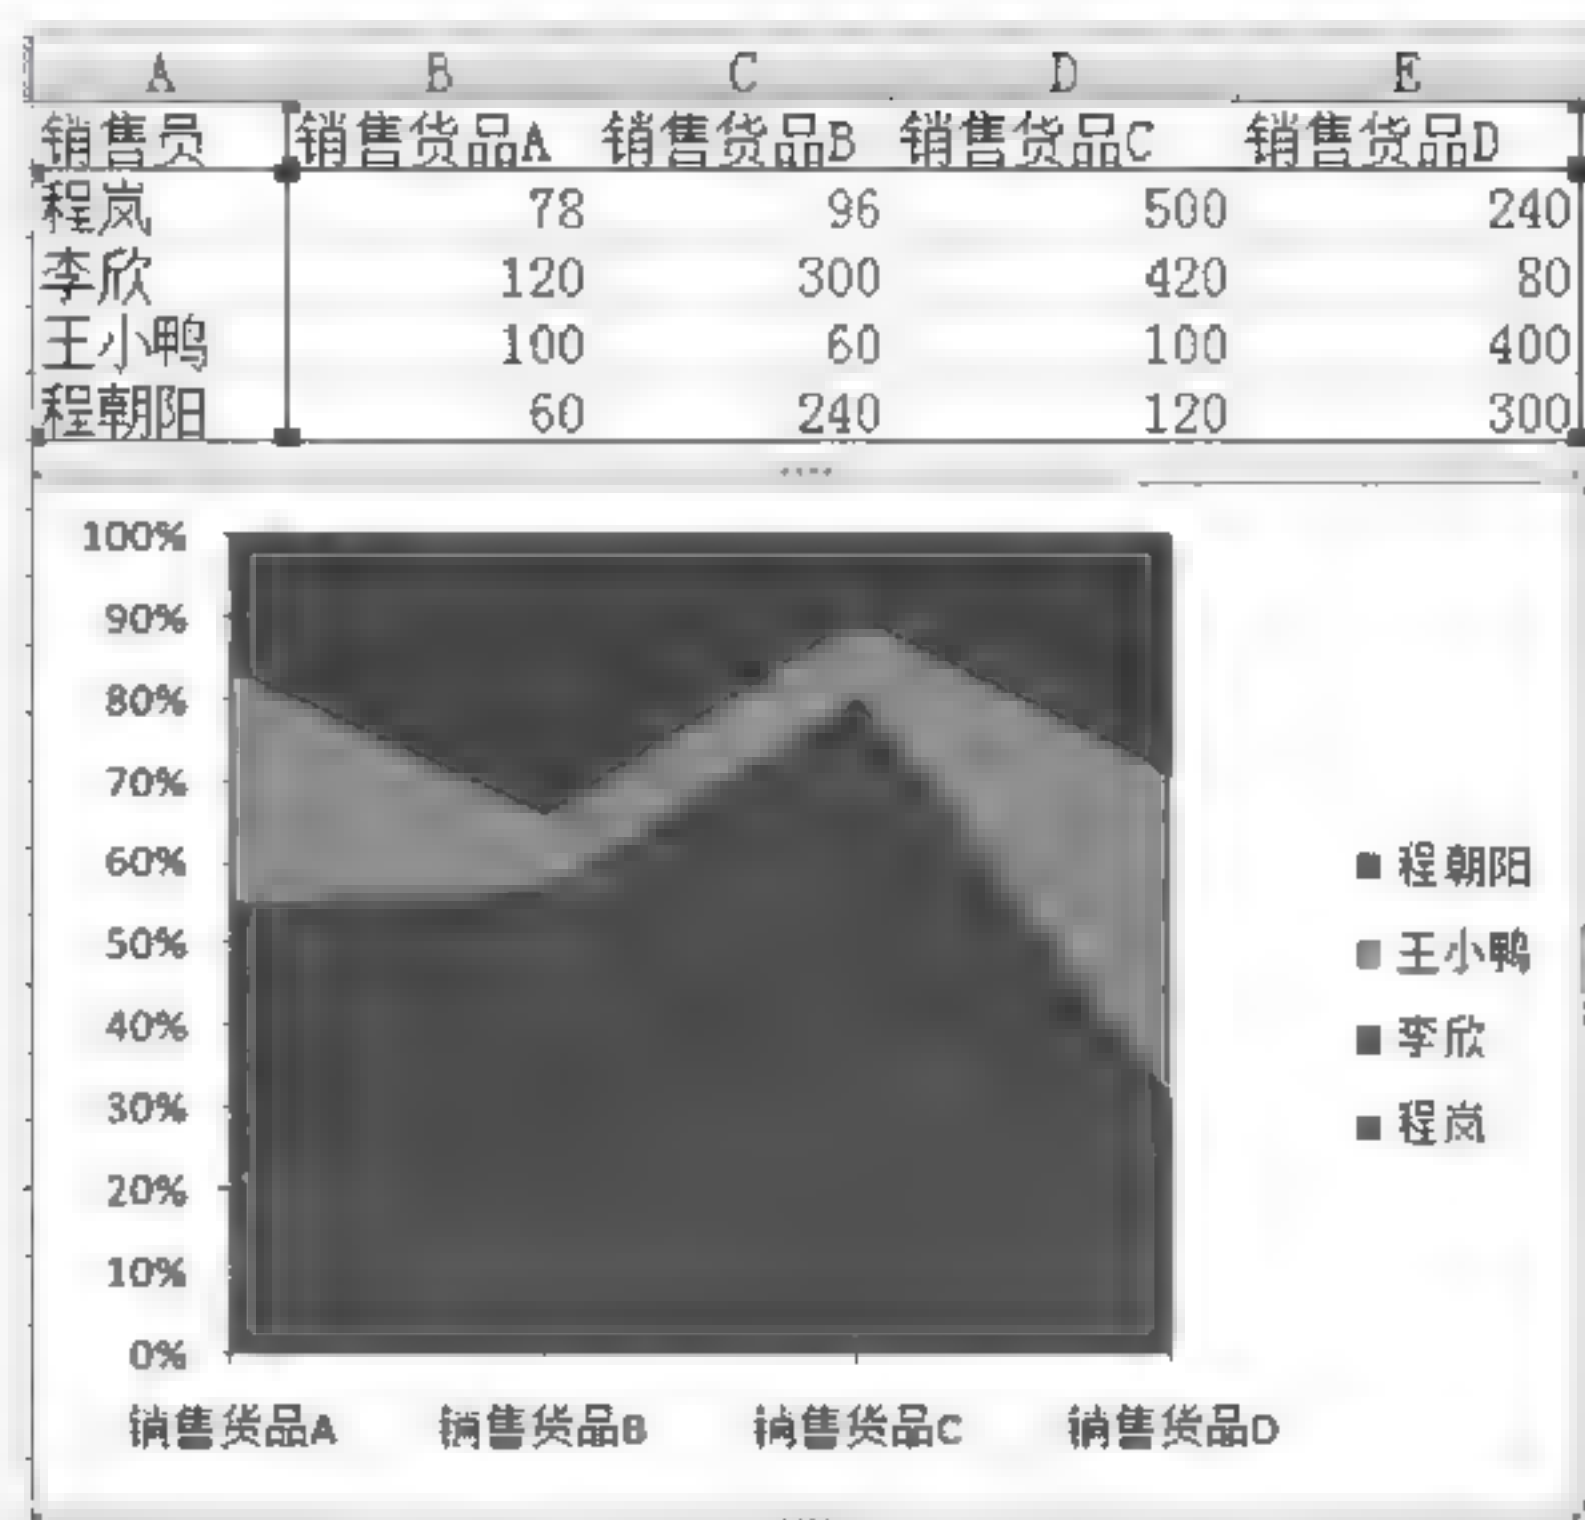 A B C D E
销售员 销售货品A 销售货品B 销售货品C 销售货品D
程岚 78 96 500 240
李欣 120 300 420 80
王小鸭 100 60 100 400
程朝阳 60 240 120 300
100%
90%
80%
70%
60%
50%
40%
30%
20%
10%
0%
销售货品A 销售货品B 销售货品C 销售货品D
程朝阳
王小鸭
李欣
程岚